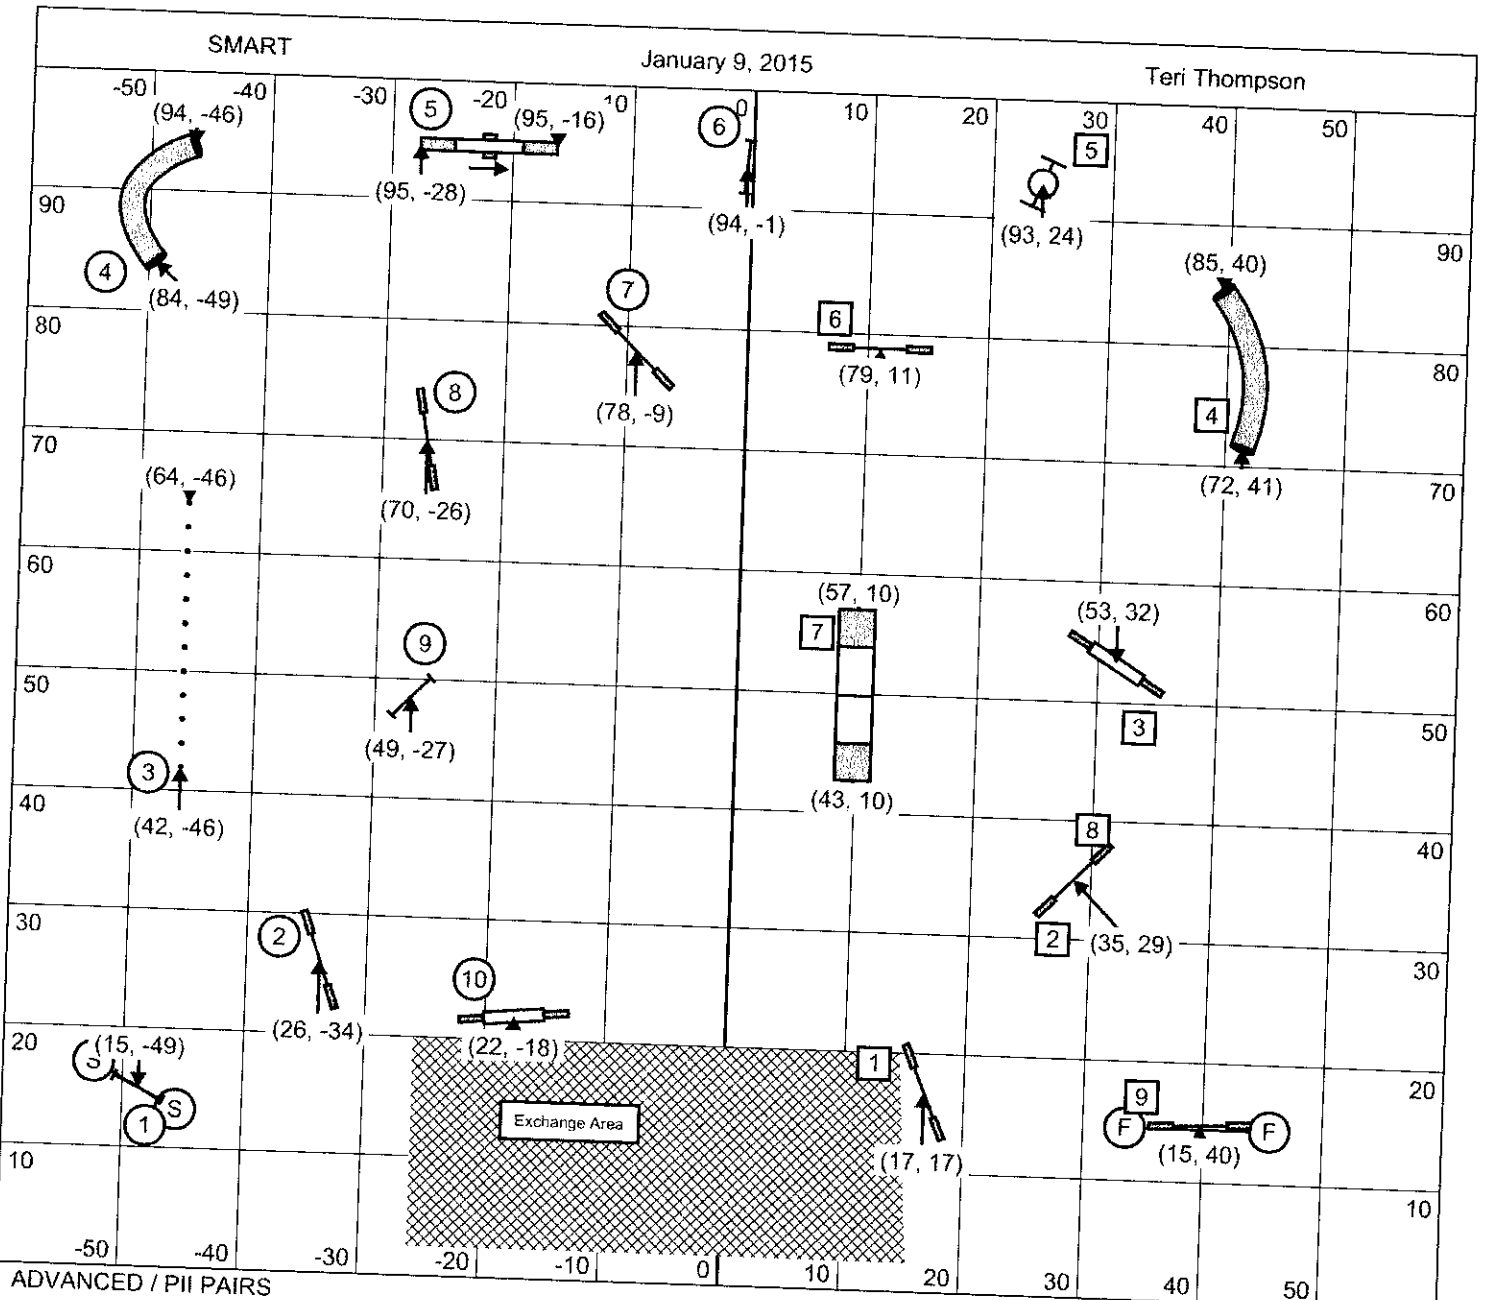 SMART January 9, 2015 Teri Thompson
-50 -40 -30 -20 10 0 10 20 30 40 50
(94, -46) 5 (95, -16) 6 5
90 (95, -28) (94, -1) (93, 24) 90
4 (84, -49) 7 (85, 40)
80 6 80
8 (78, -9) (79, 11) 4
70 (64, -46) (70, -26) (72, 41) 70
60 (57, 10) (53, 32) 60
9 7
50 (49, -27) 3 50
3
40 (42, -46) (43, 10) 8 40
30 2 10 2 (35, 29) 30
(26, -34) (22, -18)
20 (15, -49) 1 20
S S 1 Exchange Area 9 F F
10 (17, 17) (15, 40) 10
-50 -40 -30 -20 -10 0 10 20 30 40 50
ADVANCED / PII PAIRS